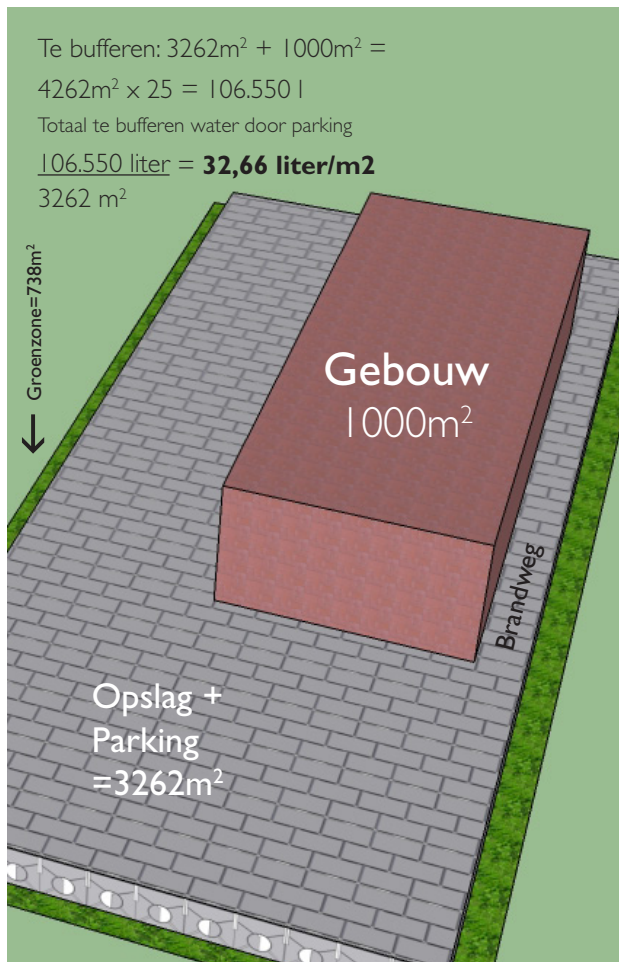 Te bufferen: 3262m² + 1000m² =
4262m² x 25 = 106.550 l
Totaal te bufferen water door parking
106.550 liter = 32,66 liter/m2
3262 m²
Groenzone=738m²
Gebouw
1000m²
Brandweg
Opslag +
Parking
=3262m²